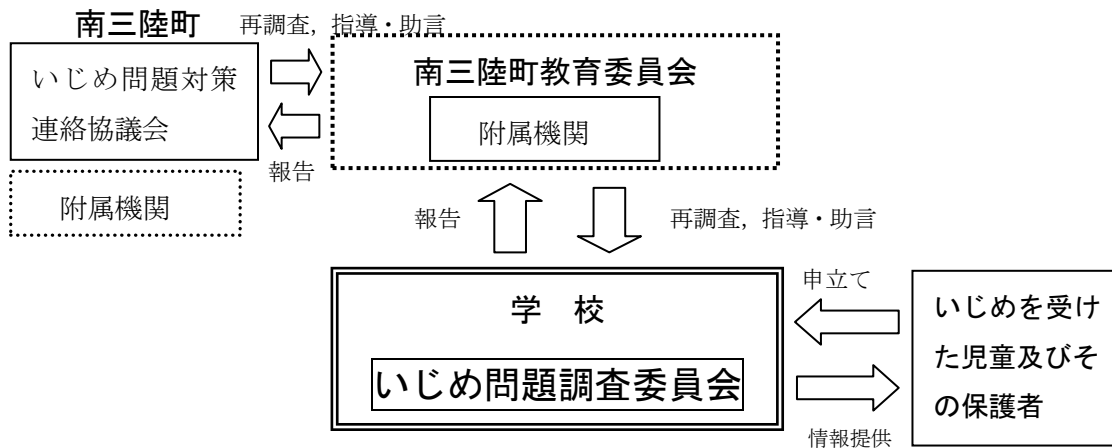 南三陸町
再調査，指導・助言
いじめ問題対策
連絡協議会
報告
附属機関
南三陸町教育委員会
附属機関
報告
再調査，指導・助言
学　校
いじめ問題調査委員会
申立て
情報提供
いじめを受け
た児童及びそ
の保護者